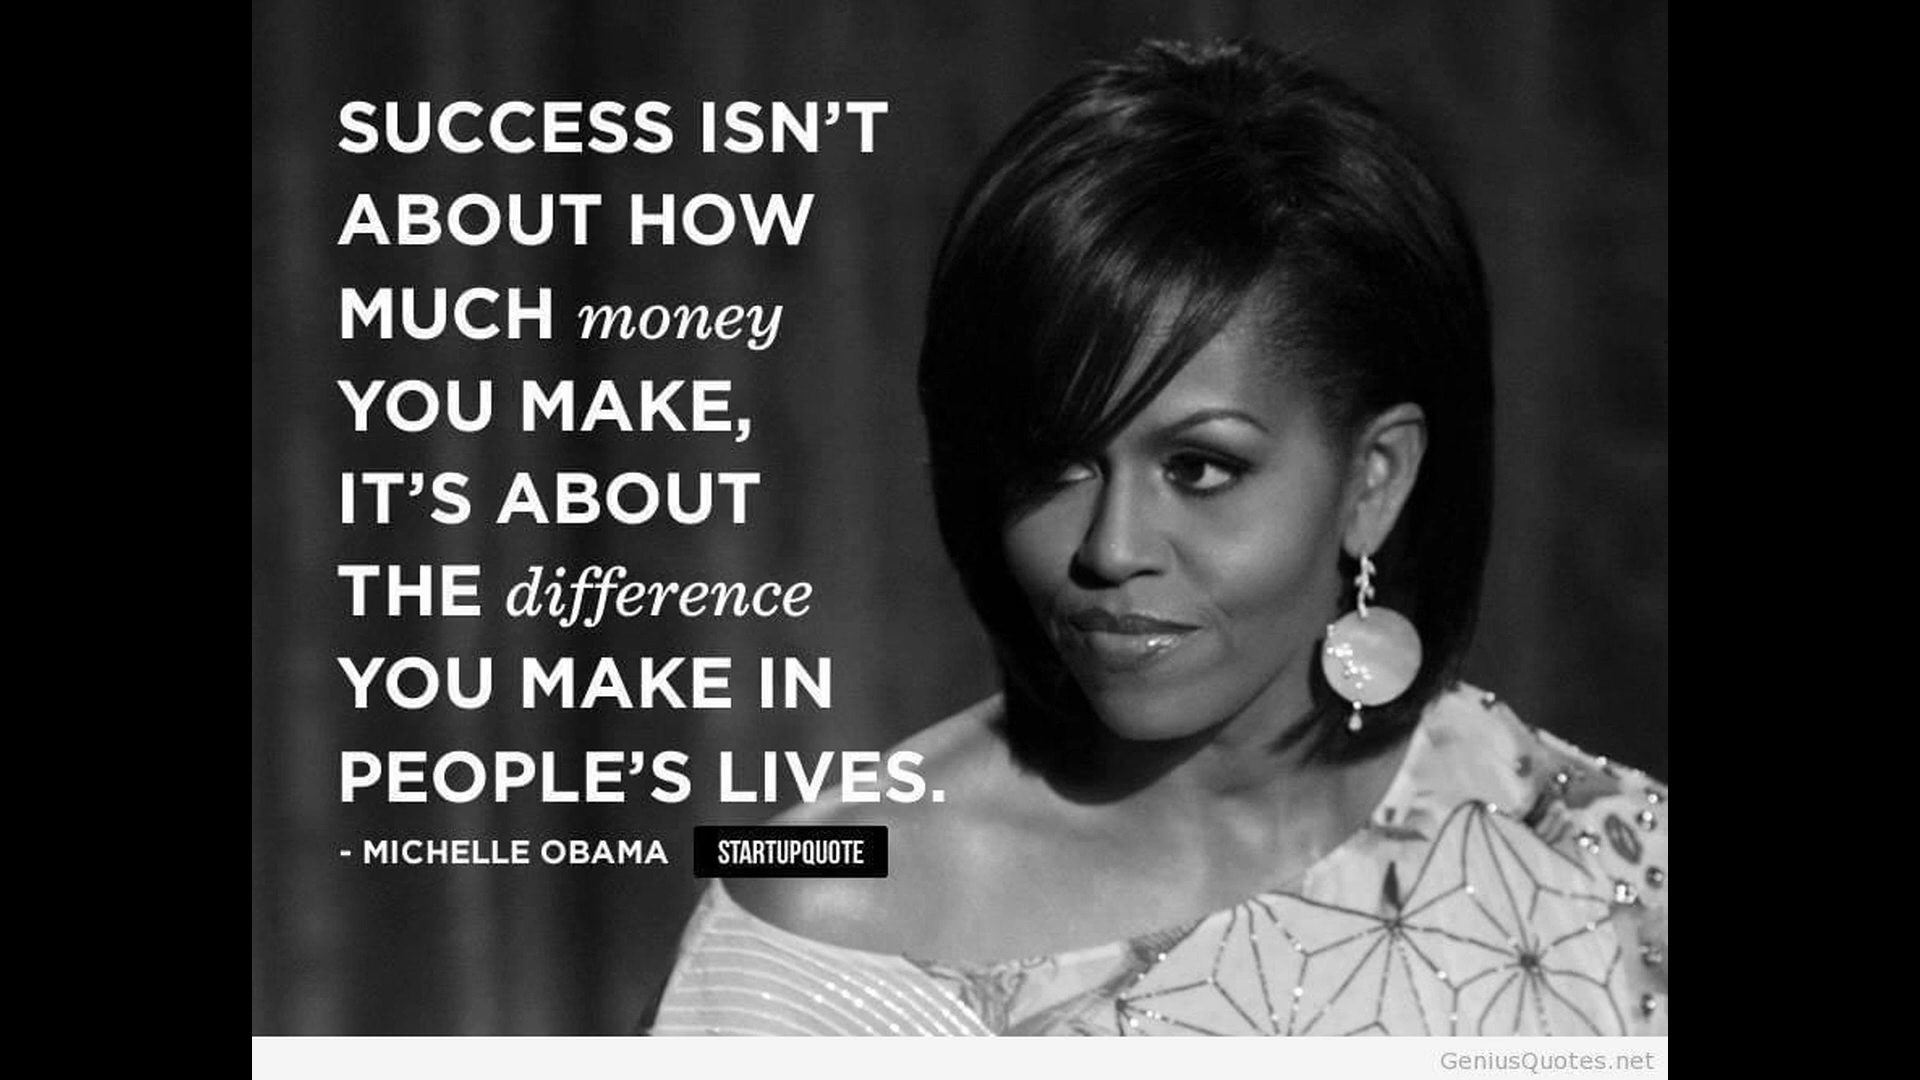 SUCCESS ISN’T
ABOUT HOW
MUCH money
YOU MAKE,
IT’S ABOUT
THE difference
YOU MAKE IN
PEOPLE’S LIVES.
- MICHELLE OBAMA STARTUPQUOTE
GeniusQuotes.net